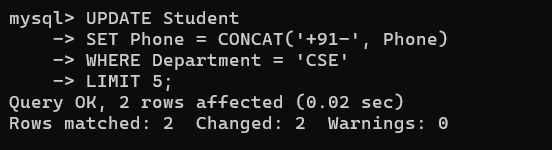 mysql> UPDATE Student
    -> SET Phone = CONCAT('+91-', Phone)
    -> WHERE Department = 'CSE'
    -> LIMIT 5;
Query OK, 2 rows affected (0.02 sec)
Rows matched: 2  Changed: 2  Warnings: 0